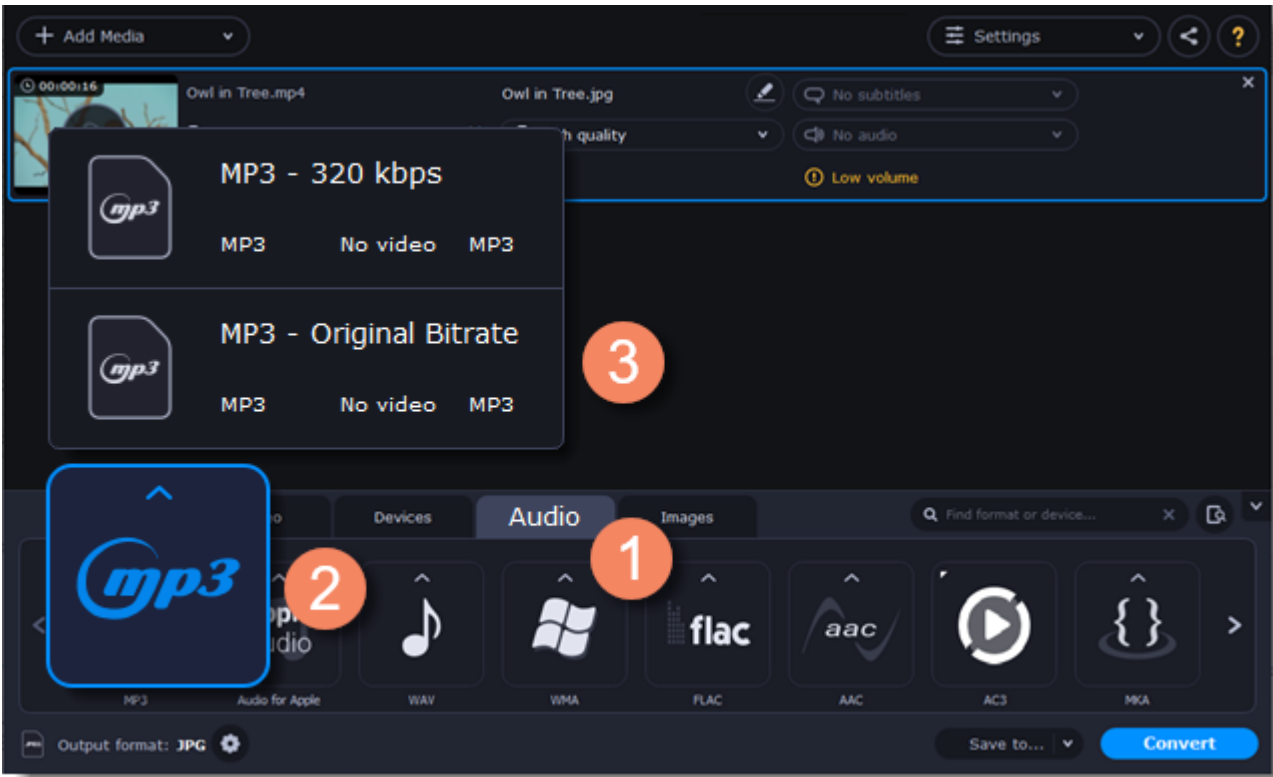 Add Media
Settings
?
00:00:16
Owl in Tree.mp4
Owl in Tree.jpg
No subtitles
h quality
No audio
Low volume
mp3
MP3 - 320 kbps
MP3 No video MP3
mp3
MP3 - Original Bitrate
MP3 No video MP3
3
Devices
Audio
Images
Find format or device...
1
2
mp3
udio
flac
aac
MP3
Audio for Apple
WAV
WMA
FLAC
AAC
AC3
MKA
Output format: JPG
Save to...
Convert